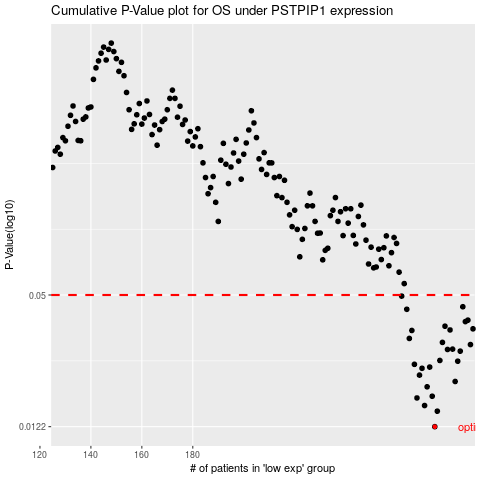 Cumulative P-Value plot for OS under PSTPIP1 expression
P-Value(log10)
0.05
0.0122
opti
120 140 160 180
# of patients in 'low exp' group